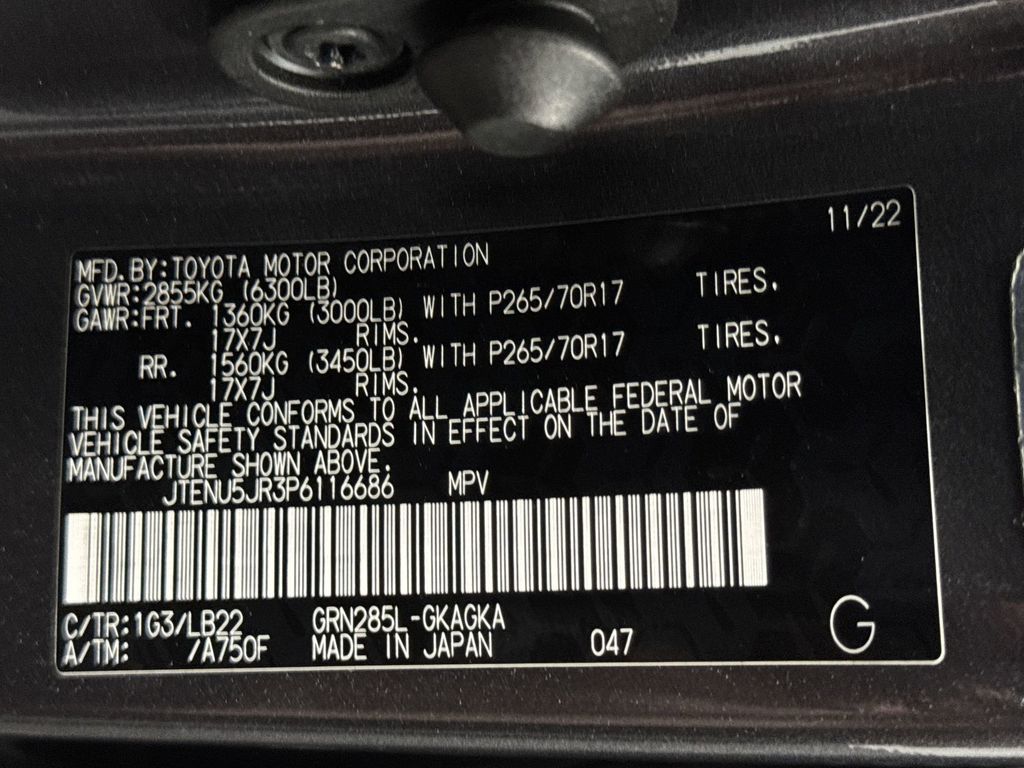 11/22
MFD.BY:TOYOTA MOTOR CORPORATION
GVWR:2855KG (6300LB)
GAWR:FRT. 1360KG (3000LB) WITH P265/70R17 TIRES.
17X7J RIMS.
RR. 1560KG (3450LB) WITH P265/70R17 TIRES.
17X7J RIMS.
THIS VEHICLE CONFORMS TO ALL APPLICABLE FEDERAL MOTOR
VEHICLE SAFETY STANDARDS IN EFFECT ON THE DATE OF
MANUFACTURE SHOWN ABOVE.
JTENU5JR3P6116686 MPV
C/TR:1G3/LB22 GRN285L-GKAGKA
A/TM: /A750F MADE IN JAPAN 047 G